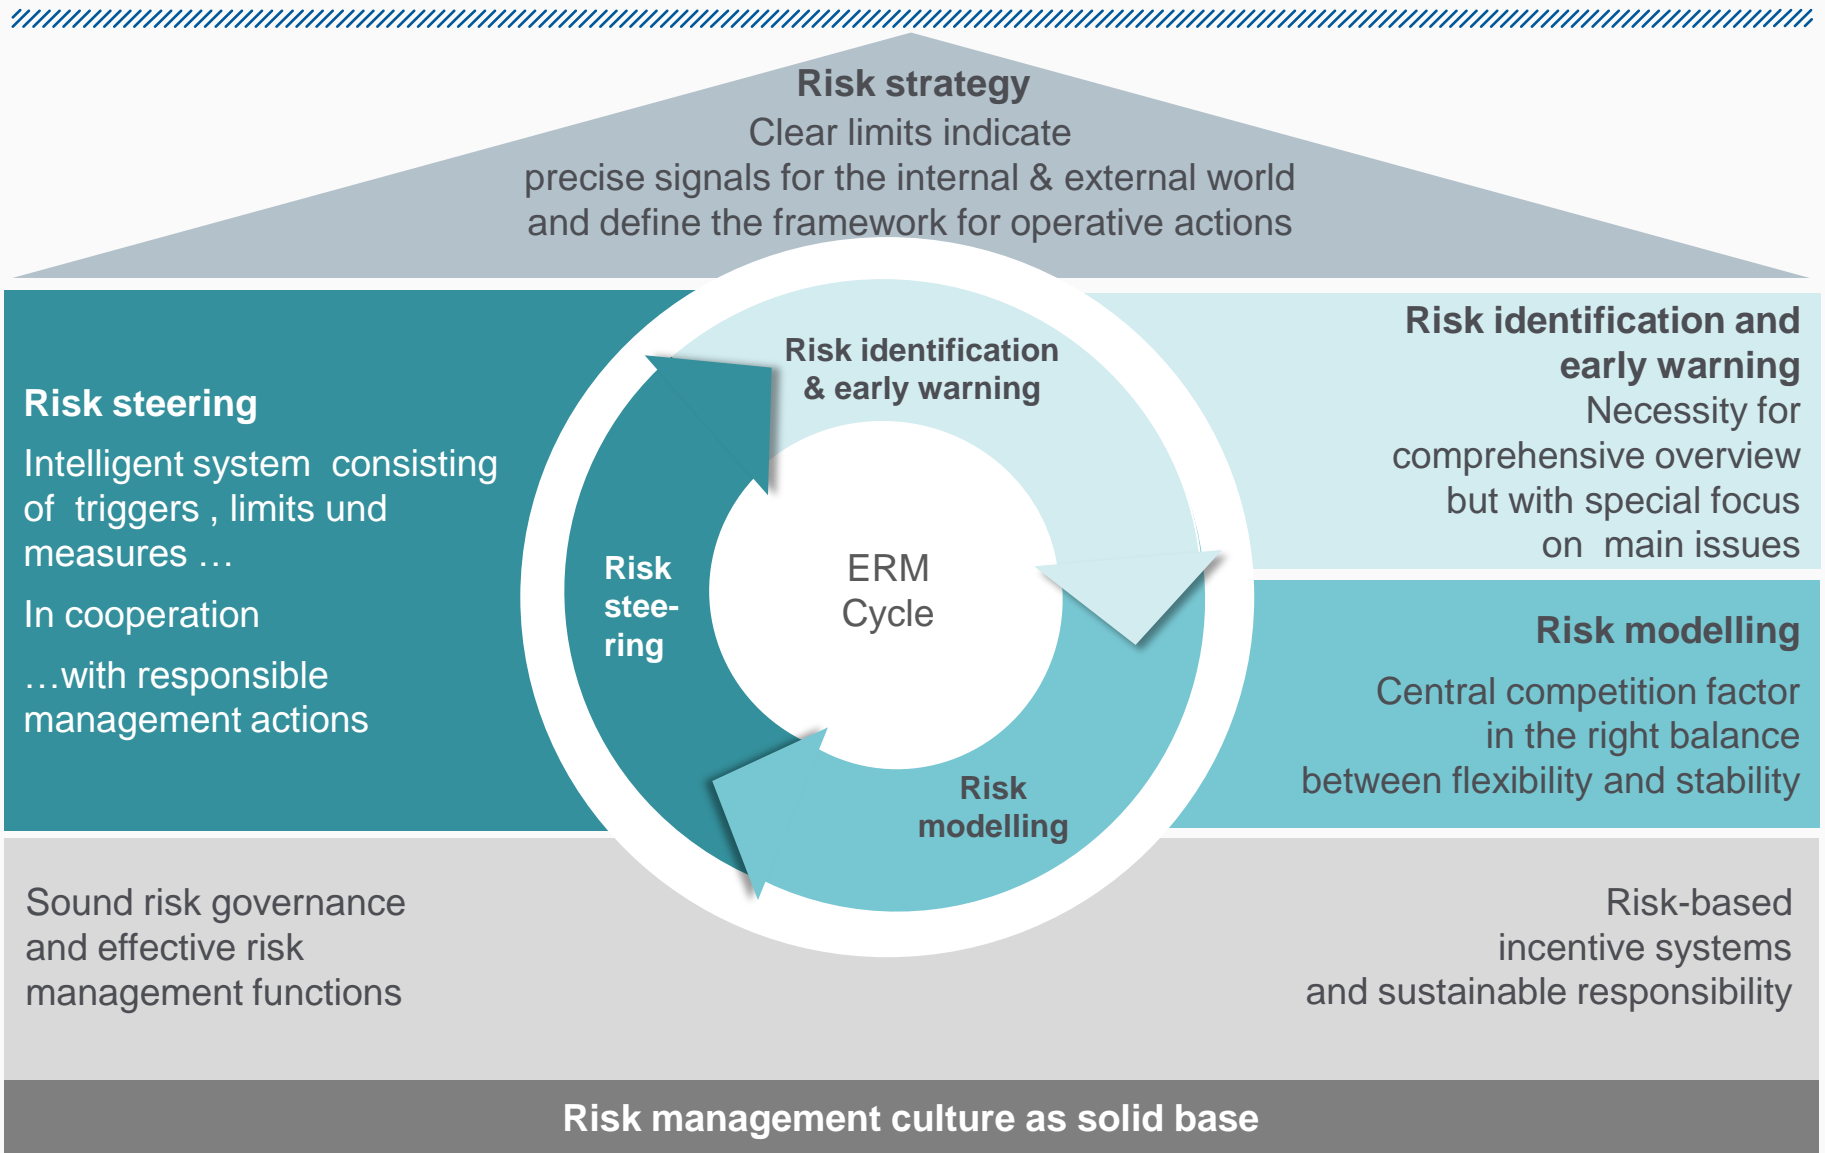 Risk strategy
Clear limits indicate
precise signals for the internal & external world
and define the framework for operative actions
Risk steering
Intelligent system  consisting
of  triggers , limits und
measures …
In cooperation
…with responsible
management actions
Risk identification
& early warning
Risk
stee-
ring
ERM
Cycle
Risk
modelling
Risk identification and
early warning
Necessity for
comprehensive overview
but with special focus
on  main issues
Risk modelling
Central competition factor
in the right balance
between flexibility and stability
Sound risk governance
and effective risk
management functions
Risk-based
incentive systems
and sustainable responsibility
Risk management culture as solid base